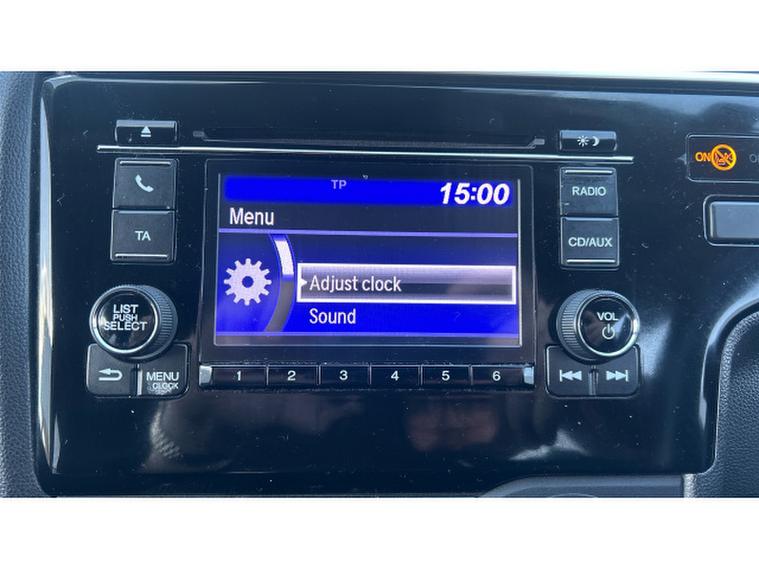 TP
15:00
Menu
Adjust clock
Sound
TA
LIST
PUSH
SELECT
MENU
CLOCK
1 2 3 4 5 6
RADIO
CD/AUX
VOL
ON